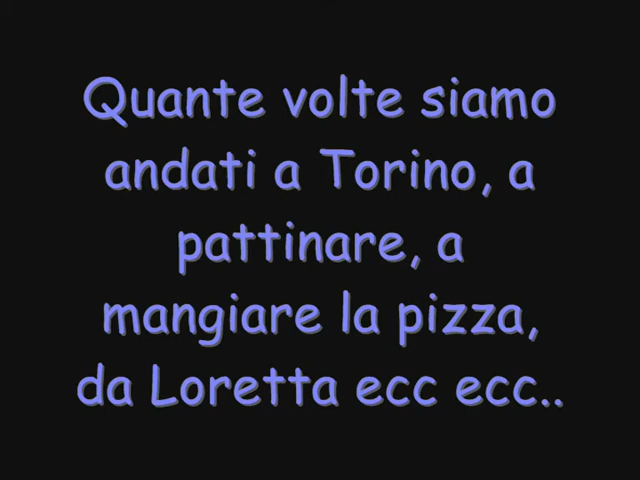 Quante volte siamo
andati a Torino, a
pattinare, a
mangiare la pizza,
da Loretta ecc ecc..